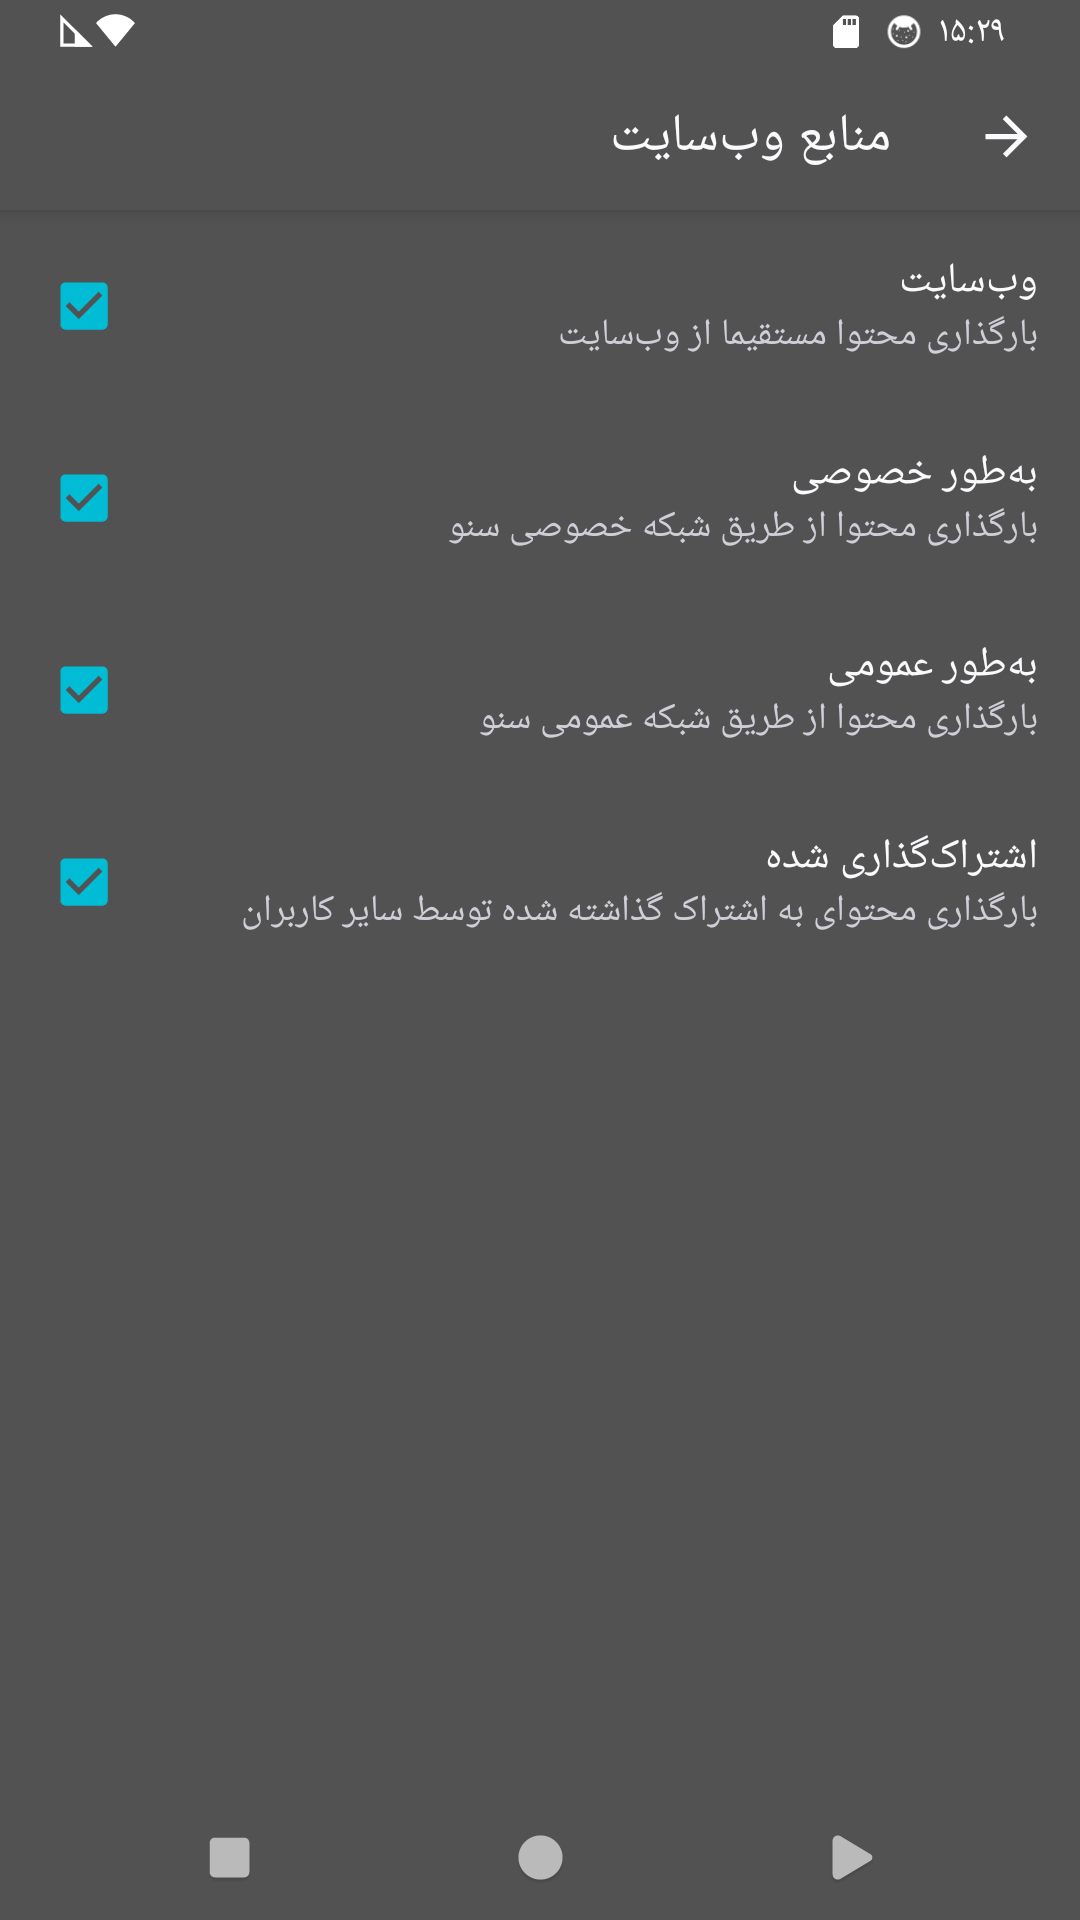 ۱۵:۲۹
منابع وب‌سایت
وب‌سایت
بارگذاری محتوا مستقیما از وب‌سایت
به‌طور خصوصی
بارگذاری محتوا از طریق شبکه خصوصی سنو
به‌طور عمومی
بارگذاری محتوا از طریق شبکه عمومی سنو
اشتراک‌گذاری شده
بارگذاری محتوای به اشتراک گذاشته شده توسط سایر کاربران